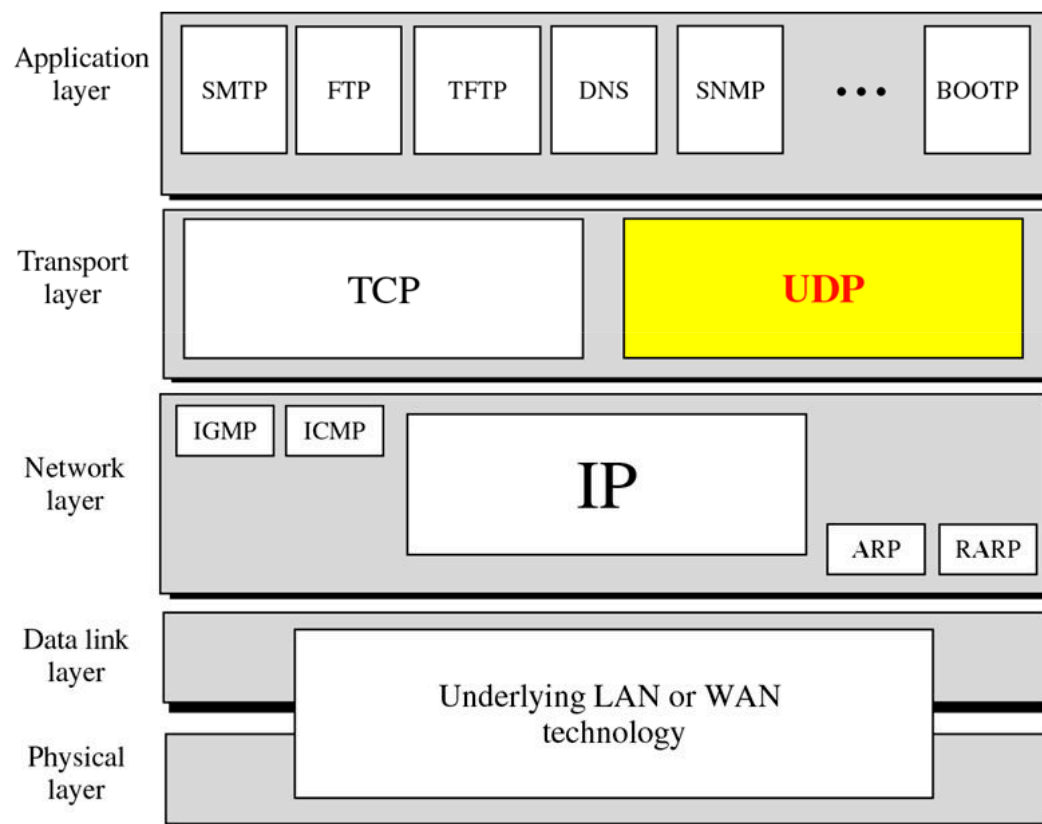 Application
layer
SMTP
FTP
TFTP
DNS
SNMP
• • •
BOOTP
Transport
layer
TCP
UDP
Network
layer
IGMP
ICMP
IP
ARP
RARP
Data link
layer
Underlying LAN or WAN
technology
Physical
layer